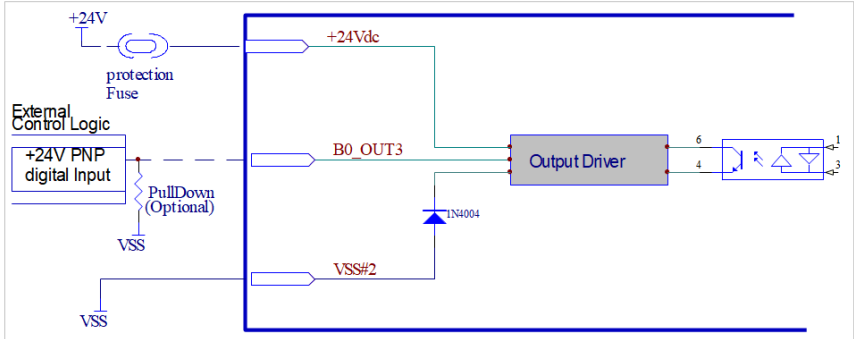 +24V
+24Vdc
protection
Fuse
External
Control Logic
+24V PNP
digital Input
B0_OUT3
PullDown
(Optional)
VSS
Output Driver
6
4
1
3
1N4004
VSS#2
VSS